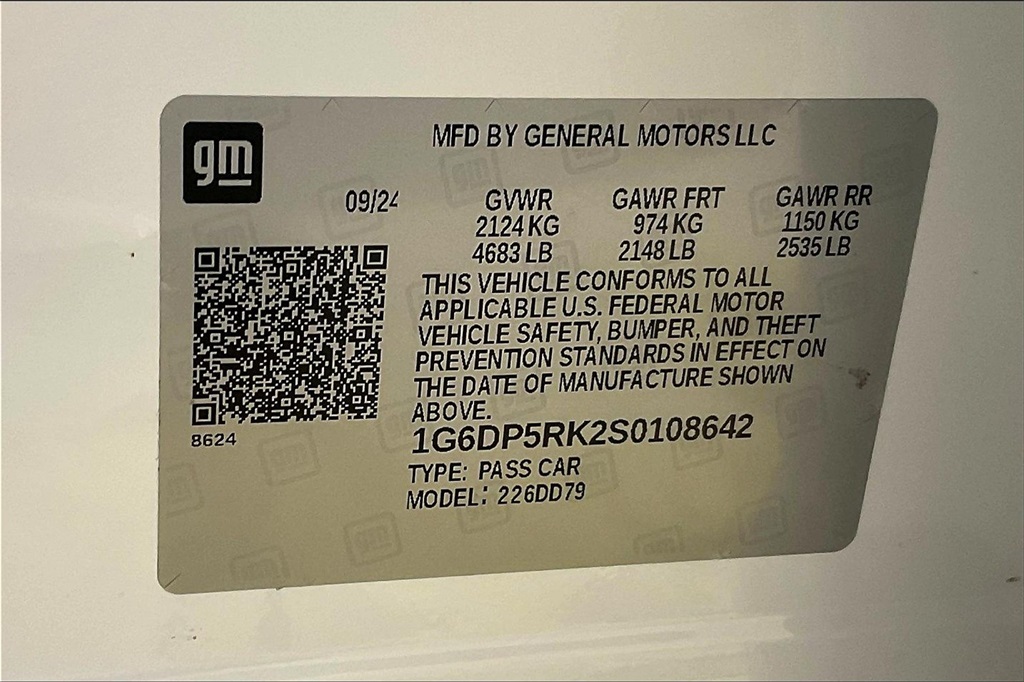 gm
MFD BY GENERAL MOTORS LLC
09/24 GVWR GAWR FRT GAWR RR
2124 KG 974 KG 1150 KG
4683 LB 2148 LB 2535 LB
THIS VEHICLE CONFORMS TO ALL
APPLICABLE U.S. FEDERAL MOTOR
VEHICLE SAFETY, BUMPER, AND THEFT
PREVENTION STANDARDS IN EFFECT ON
THE DATE OF MANUFACTURE SHOWN
ABOVE.
8624
1G6DP5RK2S0108642
TYPE: PASS CAR
MODEL: 226DD79